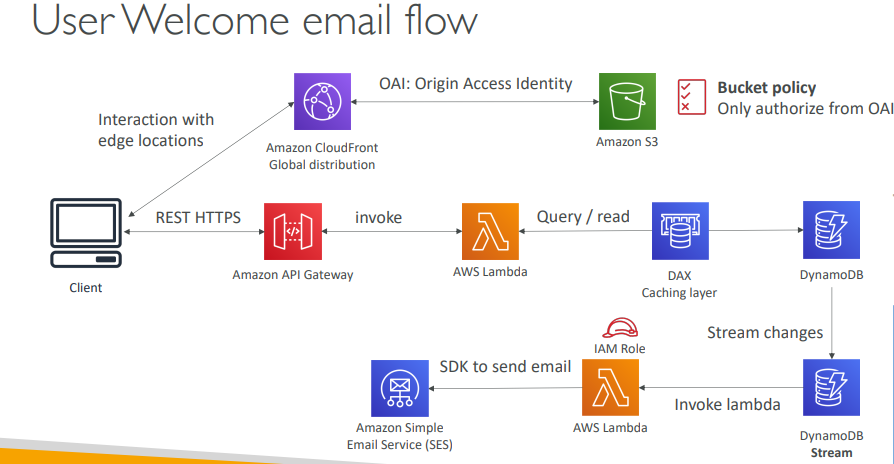 User Welcome email flow
OAI: Origin Access Identity
Bucket policy
Only authorize from OAI
Interaction with
edge locations
Amazon CloudFront
Global distribution
Amazon S3
REST HTTPS
invoke
Query / read
Client
Amazon API Gateway
AWS Lambda
DAX
Caching layer
DynamoDB
Stream changes
IAM Role
SDK to send email
Invoke lambda
Amazon Simple
Email Service (SES)
AWS Lambda
DynamoDB
Stream